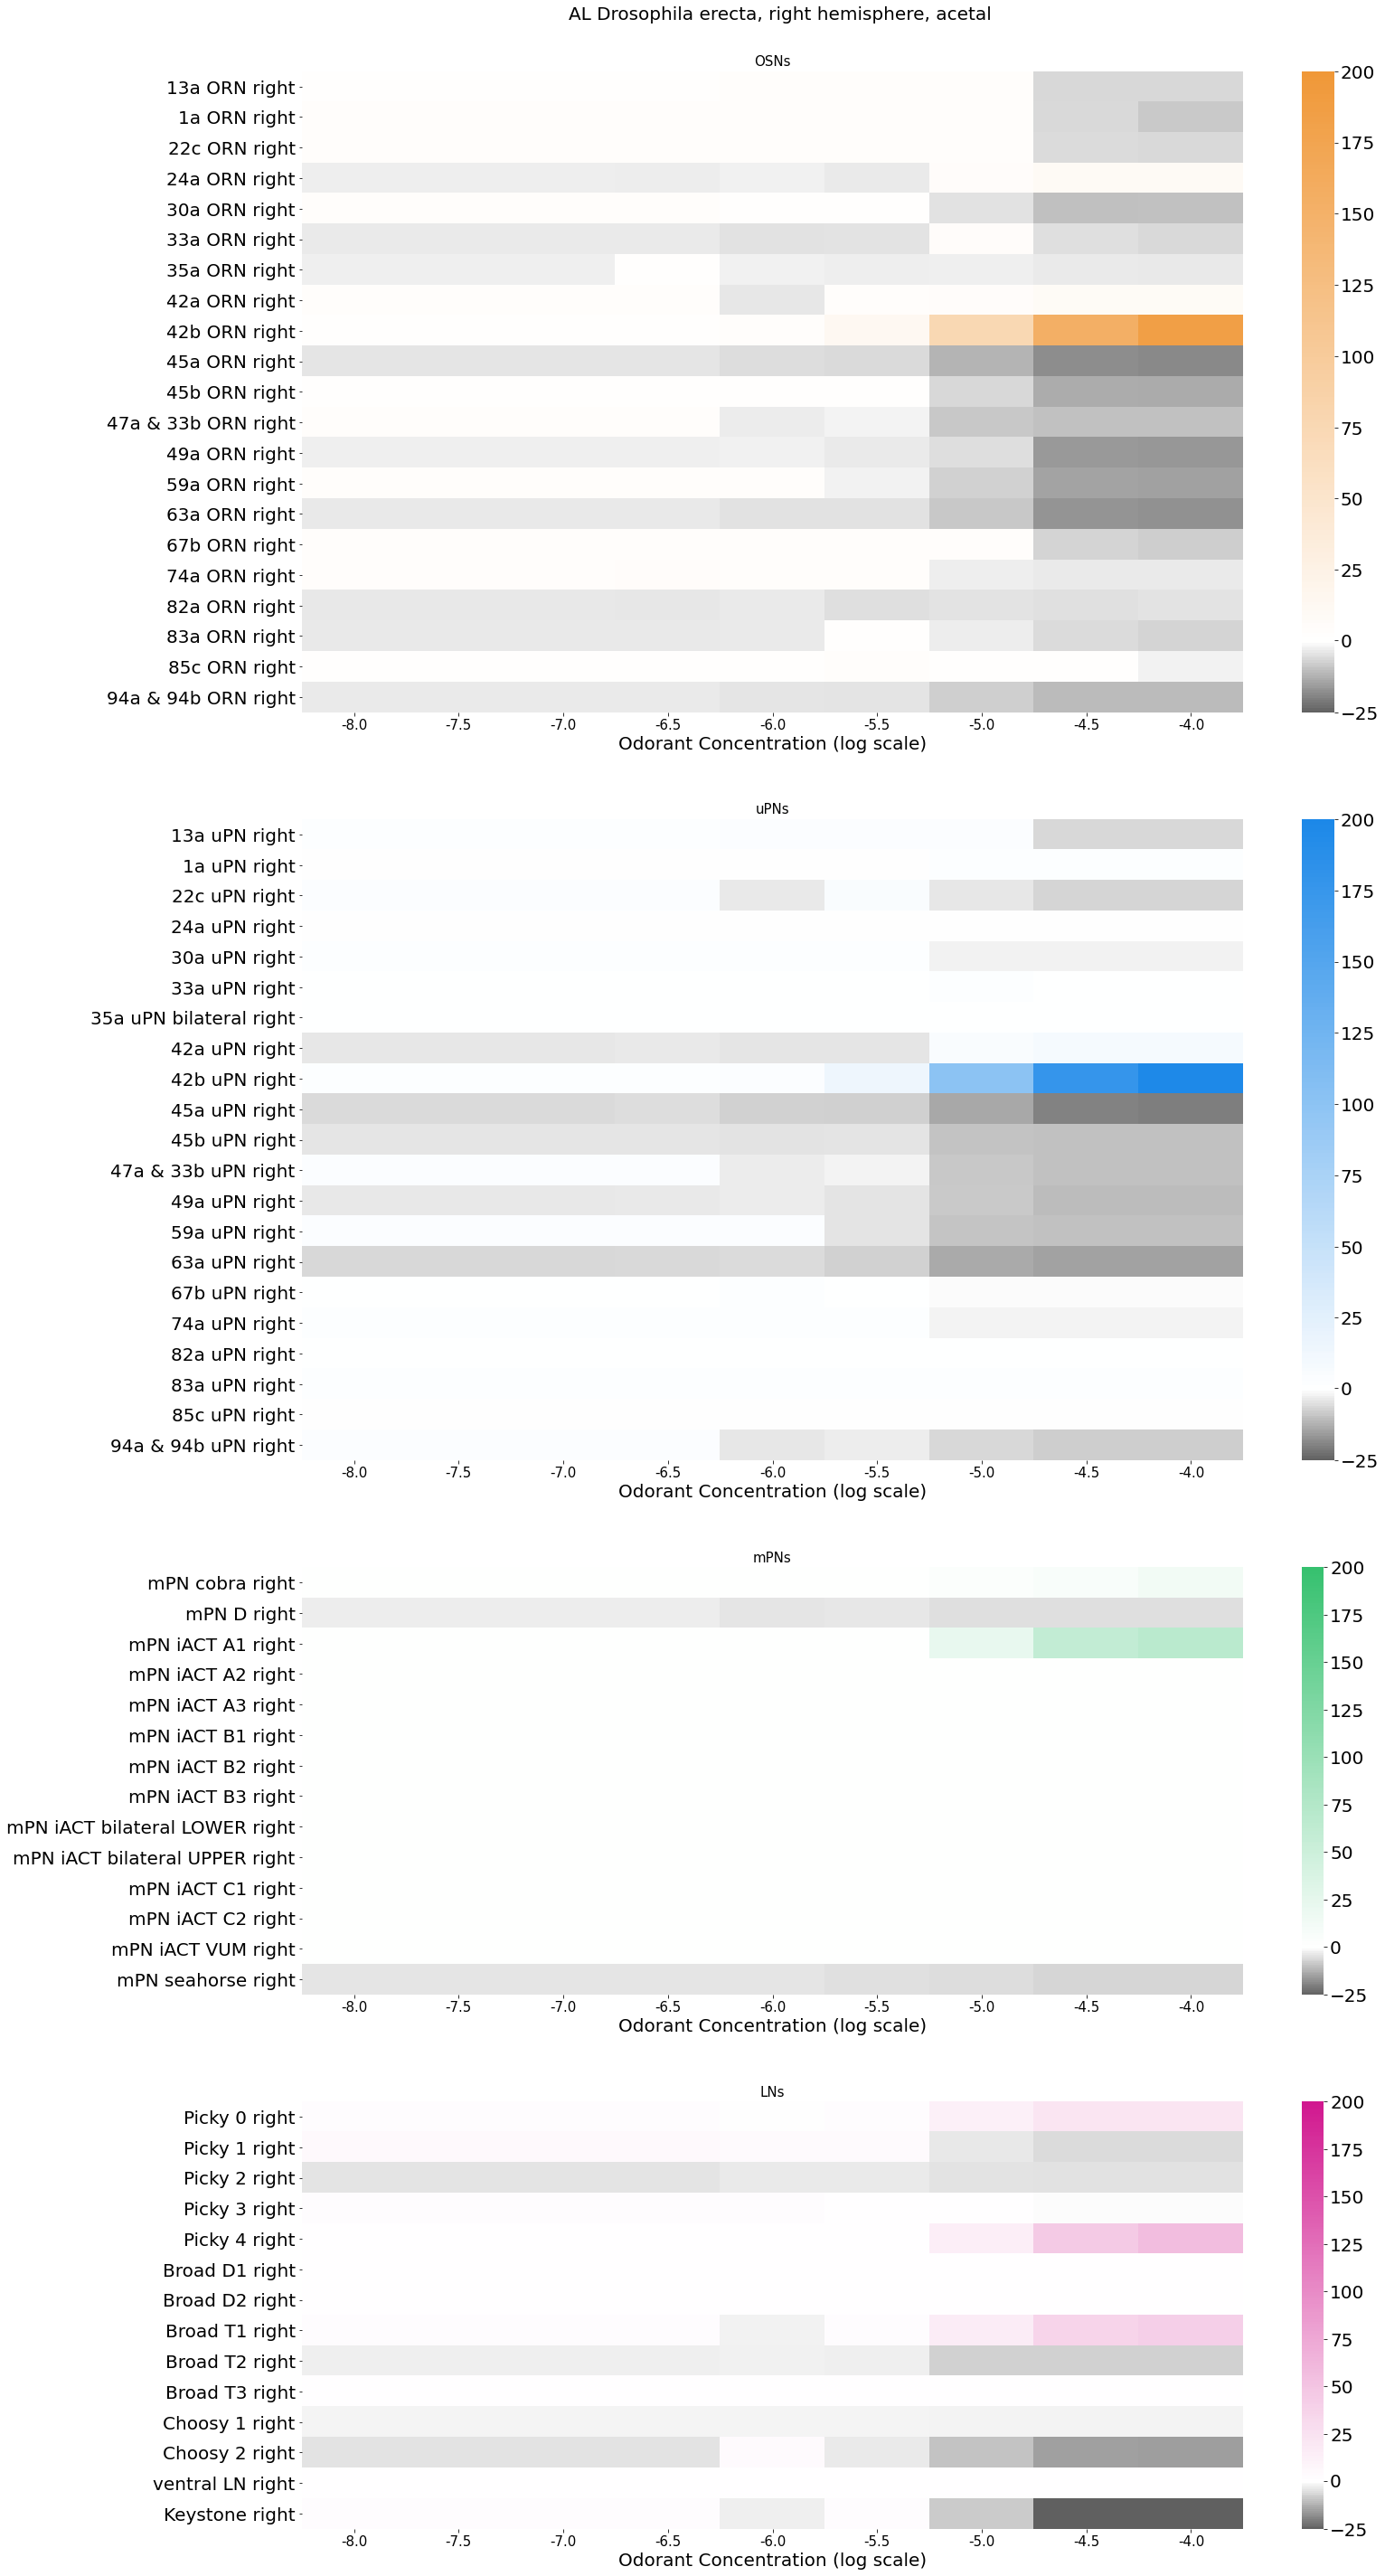 AL Drosophila erecta, right hemisphere, acetal
OSNs
13a ORN right
1a ORN right
22c ORN right
24a ORN right
30a ORN right
33a ORN right
35a ORN right
42a ORN right
42b ORN right
45a ORN right
45b ORN right
47a & 33b ORN right
49a ORN right
59a ORN right
63a ORN right
67b ORN right
74a ORN right
82a ORN right
83a ORN right
85c ORN right
94a & 94b ORN right
-8.0 -7.5 -7.0 -6.5 -6.0 -5.5 -5.0 -4.5 -4.0
Odorant Concentration (log scale)
200
175
150
125
100
75
50
25
0
−25
uPNs
13a uPN right
1a uPN right
22c uPN right
24a uPN right
30a uPN right
33a uPN right
35a uPN bilateral right
42a uPN right
42b uPN right
45a uPN right
45b uPN right
47a & 33b uPN right
49a uPN right
59a uPN right
63a uPN right
67b uPN right
74a uPN right
82a uPN right
83a uPN right
85c uPN right
94a & 94b uPN right
-8.0 -7.5 -7.0 -6.5 -6.0 -5.5 -5.0 -4.5 -4.0
Odorant Concentration (log scale)
200
175
150
125
100
75
50
25
0
−25
mPNs
mPN cobra right
mPN D right
mPN iACT A1 right
mPN iACT A2 right
mPN iACT A3 right
mPN iACT B1 right
mPN iACT B2 right
mPN iACT B3 right
mPN iACT bilateral LOWER right
mPN iACT bilateral UPPER right
mPN iACT C1 right
mPN iACT C2 right
mPN iACT VUM right
mPN seahorse right
-8.0 -7.5 -7.0 -6.5 -6.0 -5.5 -5.0 -4.5 -4.0
Odorant Concentration (log scale)
200
175
150
125
100
75
50
25
0
−25
LNs
Picky 0 right
Picky 1 right
Picky 2 right
Picky 3 right
Picky 4 right
Broad D1 right
Broad D2 right
Broad T1 right
Broad T2 right
Broad T3 right
Choosy 1 right
Choosy 2 right
ventral LN right
Keystone right
-8.0 -7.5 -7.0 -6.5 -6.0 -5.5 -5.0 -4.5 -4.0
Odorant Concentration (log scale)
200
175
150
125
100
75
50
25
0
−25